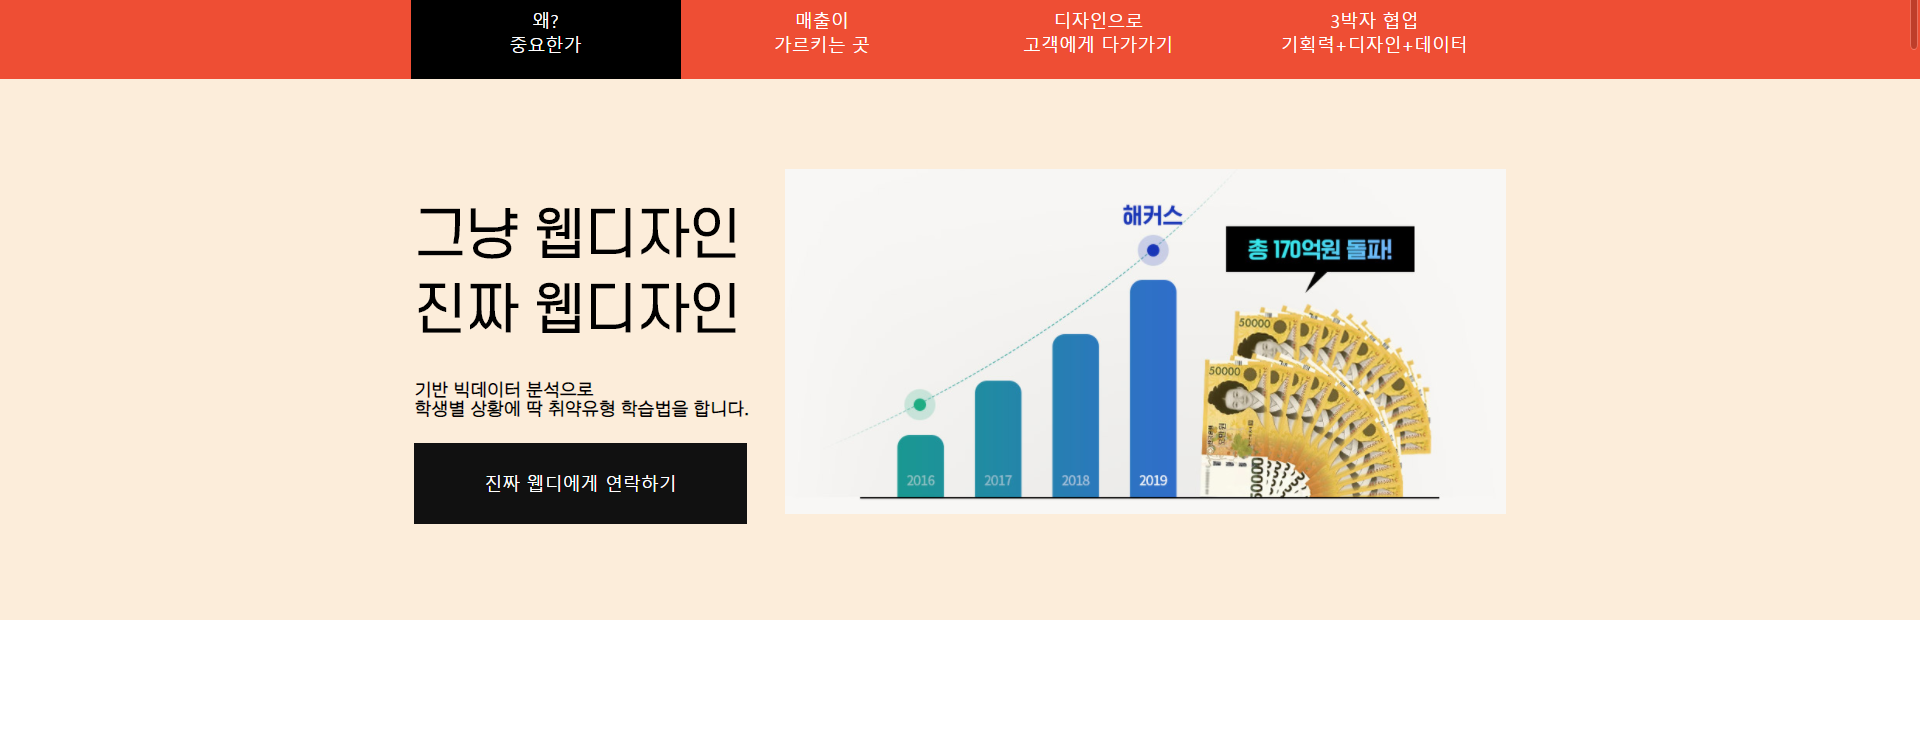 왜?
중요한가
매출이
가르키는 곳
디자인으로
고객에게 다가가기
3박자 협업
기획력+디자인+데이터
그냥 웹디자인
진짜 웹디자인
기반 빅데이터 분석으로
학생별 상황에 딱 취약유형 학습법을 합니다.
진짜 웹디에게 연락하기
해커스
총 170억원 돌파!
50000
50000
오만원
50000
2016
2017
2018
2019